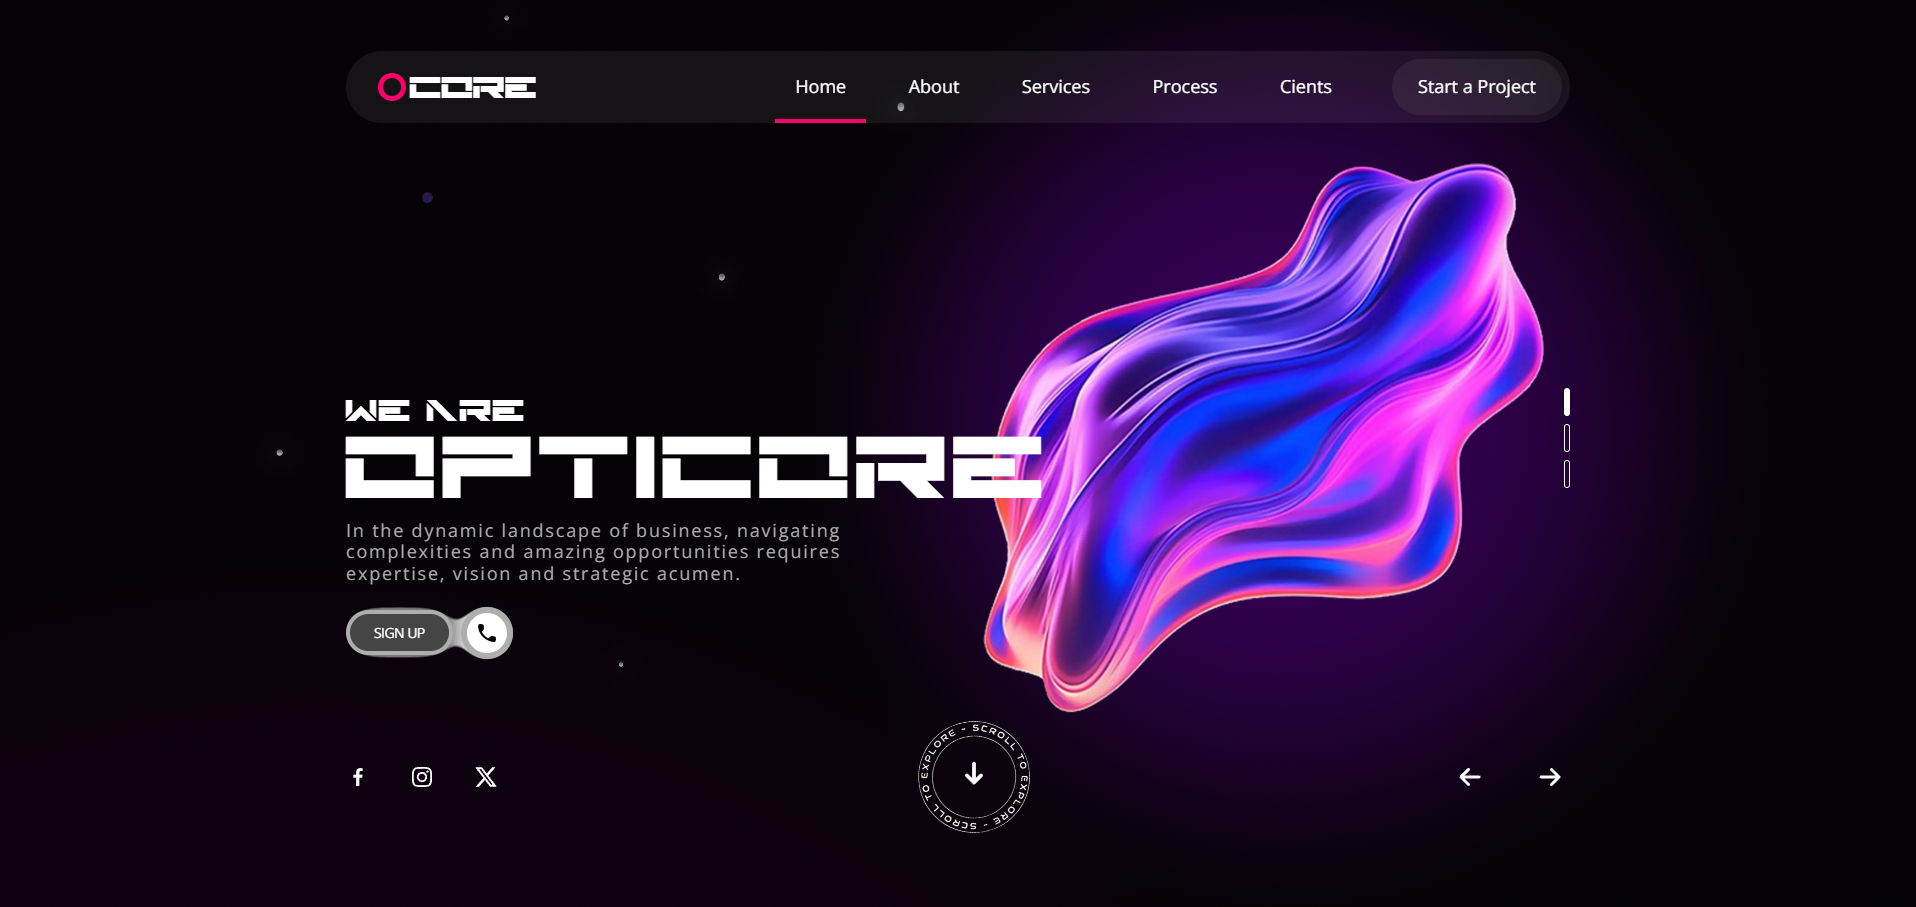 OCORE
Home About Services Process Cients Start a Project
WE ARE
OPTICORE
In the dynamic landscape of business, navigating
complexities and amazing opportunities requires
expertise, vision and strategic acumen.
SIGN UP
SCROLL TO EXPLORE - SCROLL TO EXPLORE -